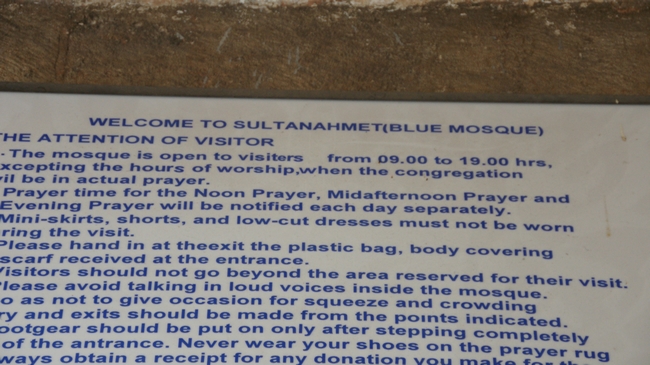 WELCOME TO SULTANAHMET(BLUE MOSQUE)
THE ATTENTION OF VISITOR
. The mosque is open to visiters from 09.00 to 19.00 hrs,
xcepting the hours of worship,when the congregation
vil be in actual prayer.
Prayer time for the Noon Prayer, Midafternoon Prayer and
Evening Prayer will be notified each day separately.
Mini-skirts, shorts, and low-cut dresses must not be worn
ring the visit.
Please hand in at theexit the plastic bag, body covering
scarf received at the entrance.
Visitors should not go beyond the area reserved for their visit.
Please avoid talking in loud voices inside the mosque.
o as not to give occasion for squeeze and crowding
ry and exits should be made from the points indicated.
ootgear should be put on only after stepping completely
of the antrance. Never wear your shoes on the prayer rug
ways obtain a receipt for any donation you make for the